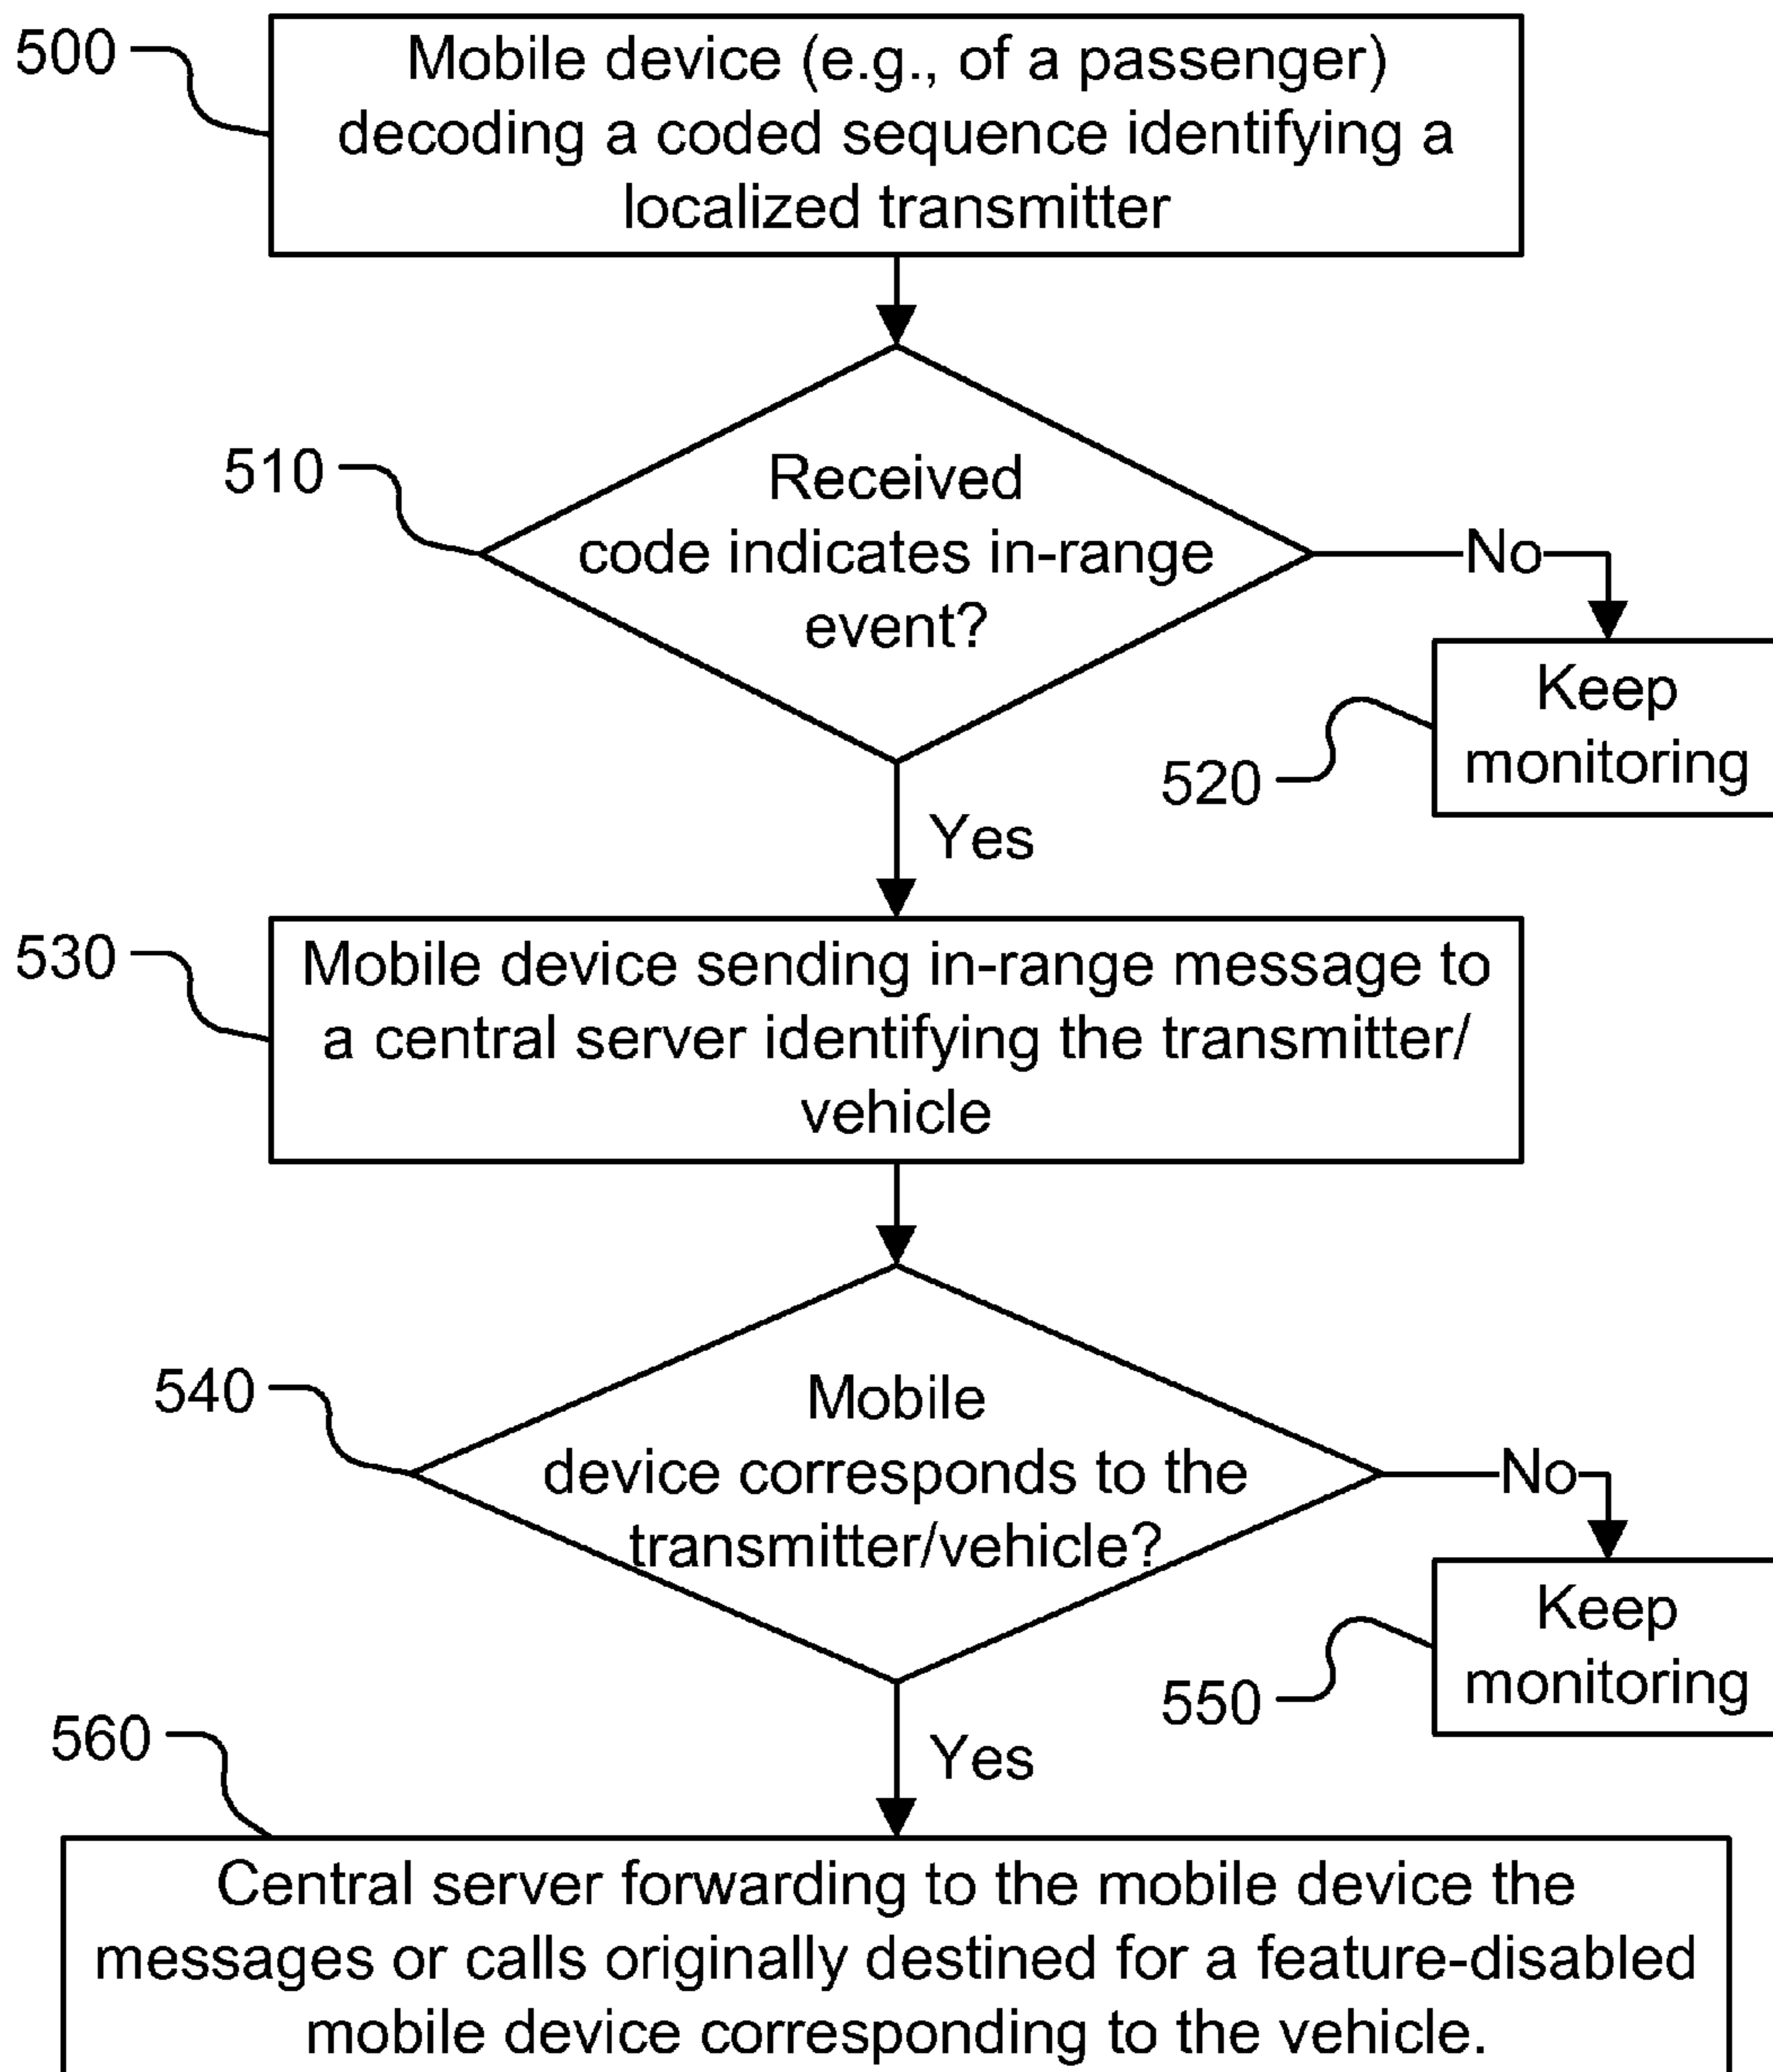 500
Mobile device (e.g., of a passenger)
decoding a coded sequence identifying a
localized transmitter
510
Received
code indicates in-range
event?
No
520
Keep
monitoring
Yes
530
Mobile device sending in-range message to
a central server identifying the transmitter/
vehicle
540
Mobile
device corresponds to the
transmitter/vehicle?
No
550
Keep
monitoring
Yes
560
Central server forwarding to the mobile device the
messages or calls originally destined for a feature-disabled
mobile device corresponding to the vehicle.